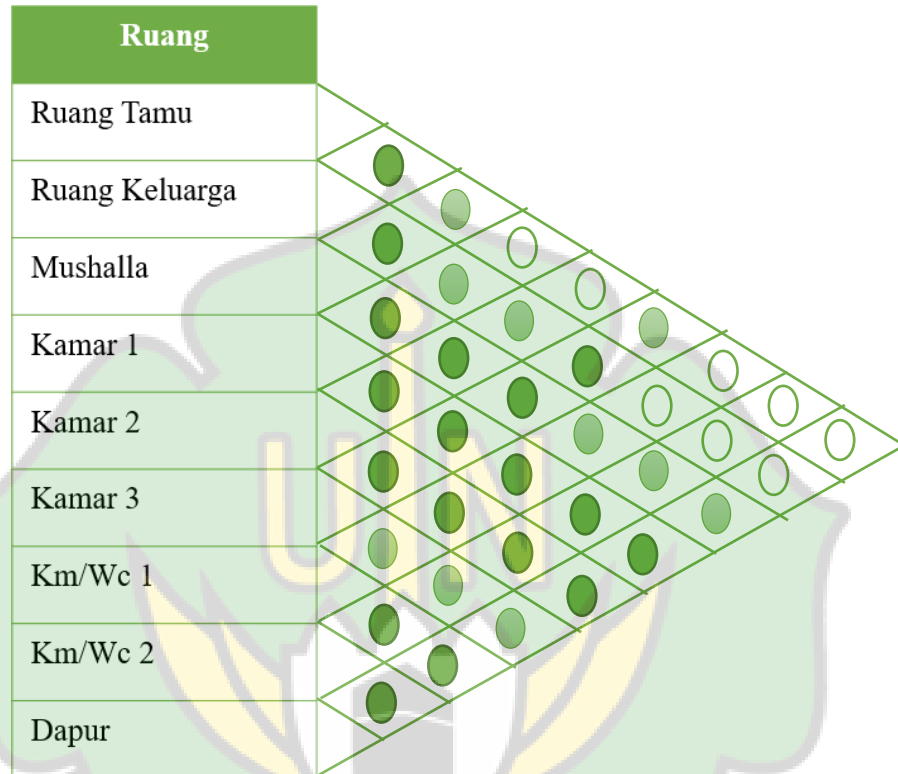 Ruang
Ruang Tamu
Ruang Keluarga
Mushalla
Kamar 1
Kamar 2
Kamar 3
Km/Wc 1
Km/Wc 2
Dapur
UIN